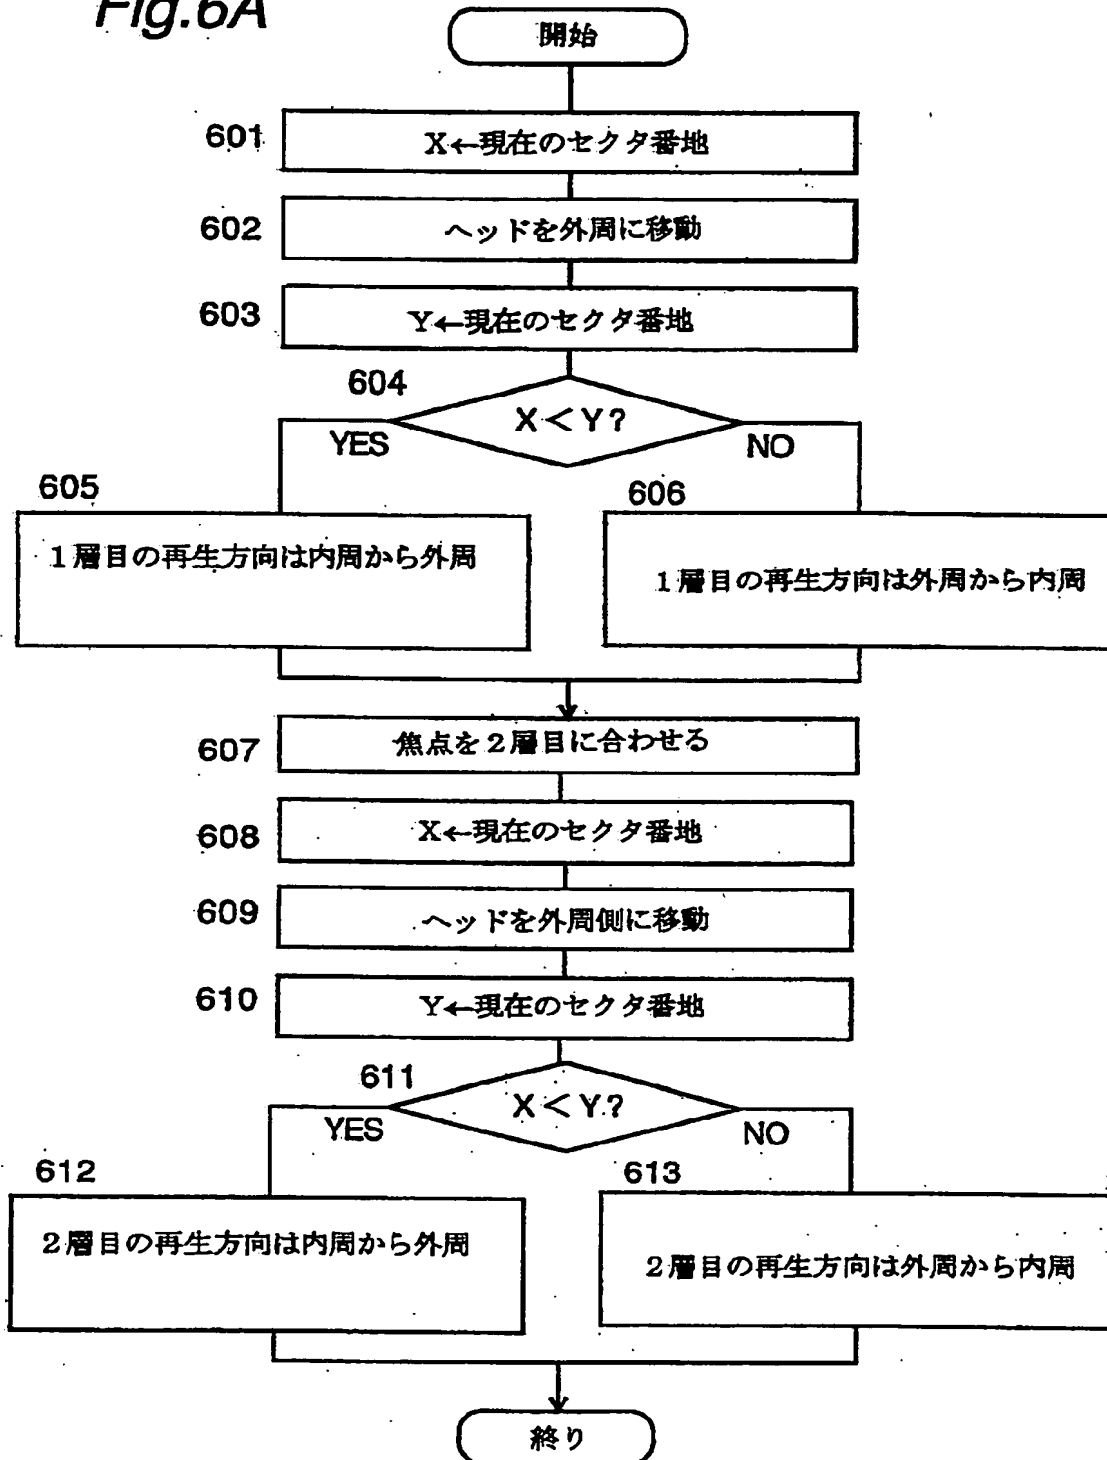 Fig.6A
開始
601
X←現在のセクタ番地
602
ヘッドを外周に移動
603
Y←現在のセクタ番地
604
X＜Y?
YES
NO
605
1層目の再生方向は内周から外周
606
1層目の再生方向は外周から内周
607
焦点を2層目に合わせる
608
X←現在のセクタ番地
609
ヘッドを外周側に移動
610
Y←現在のセクタ番地
611
X＜Y?
YES
NO
612
2層目の再生方向は内周から外周
613
2層目の再生方向は外周から内周
終り